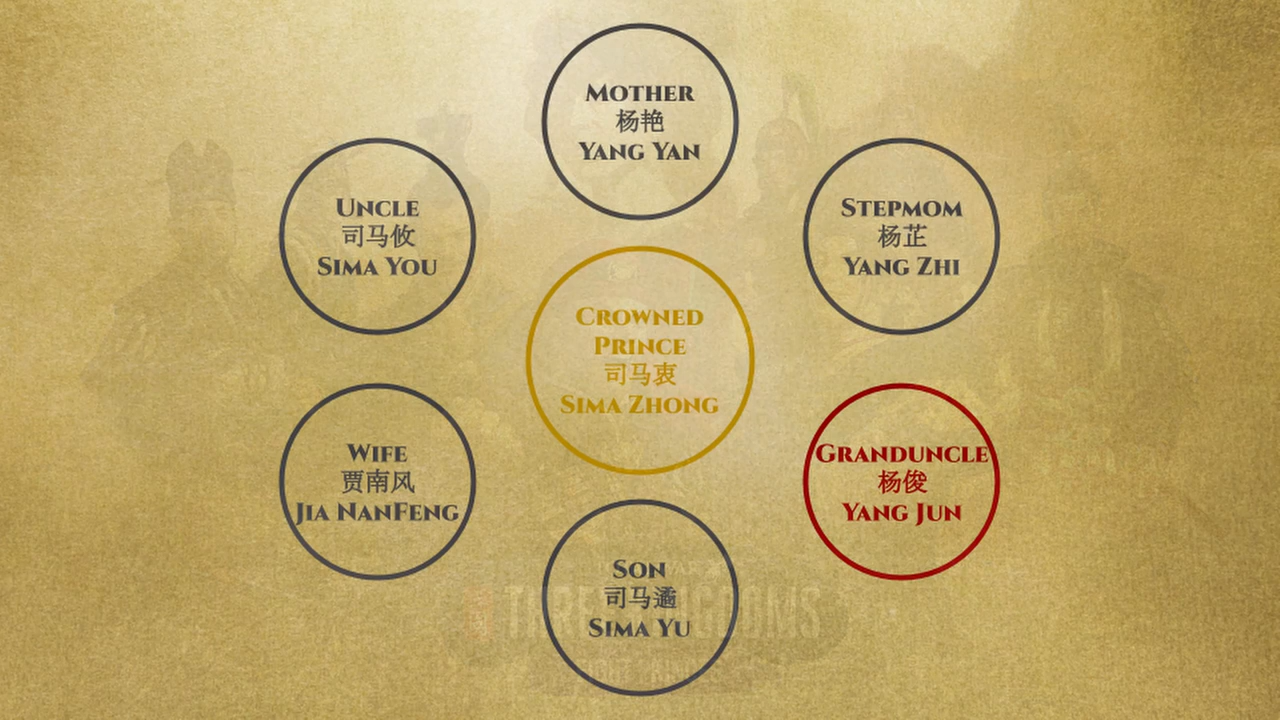 Mother
杨艳
Yang Yan
Uncle
司马攸
Sima You
Stepmom
杨芷
Yang Zhi
Crowned
Prince
司马衷
Sima Zhong
Wife
贾南风
Jia NanFeng
Granduncle
杨俊
Yang Jun
Son
司马遹
Sima Yu
THREE KINGDOMS